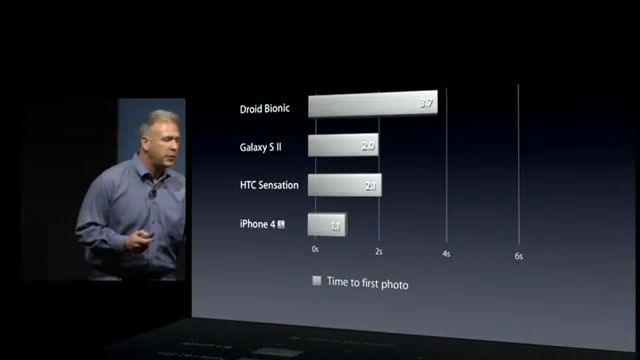 Droid Bionic 3.7
Galaxy S II 2.0
HTC Sensation 2.1
iPhone 4S 1.1
0s 2s 4s 6s
Time to first photo